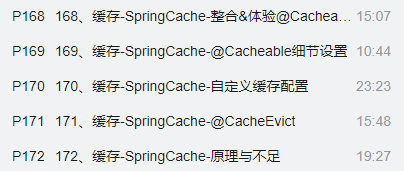 P168 168、缓存-SpringCache-整合&体验@Cachea... 15:07
P169 169、缓存-SpringCache-@Cacheable细节设置 10:44
P170 170、缓存-SpringCache-自定义缓存配置 23:23
P171 171、缓存-SpringCache-@CacheEvict 15:48
P172 172、缓存-SpringCache-原理与不足 19:27